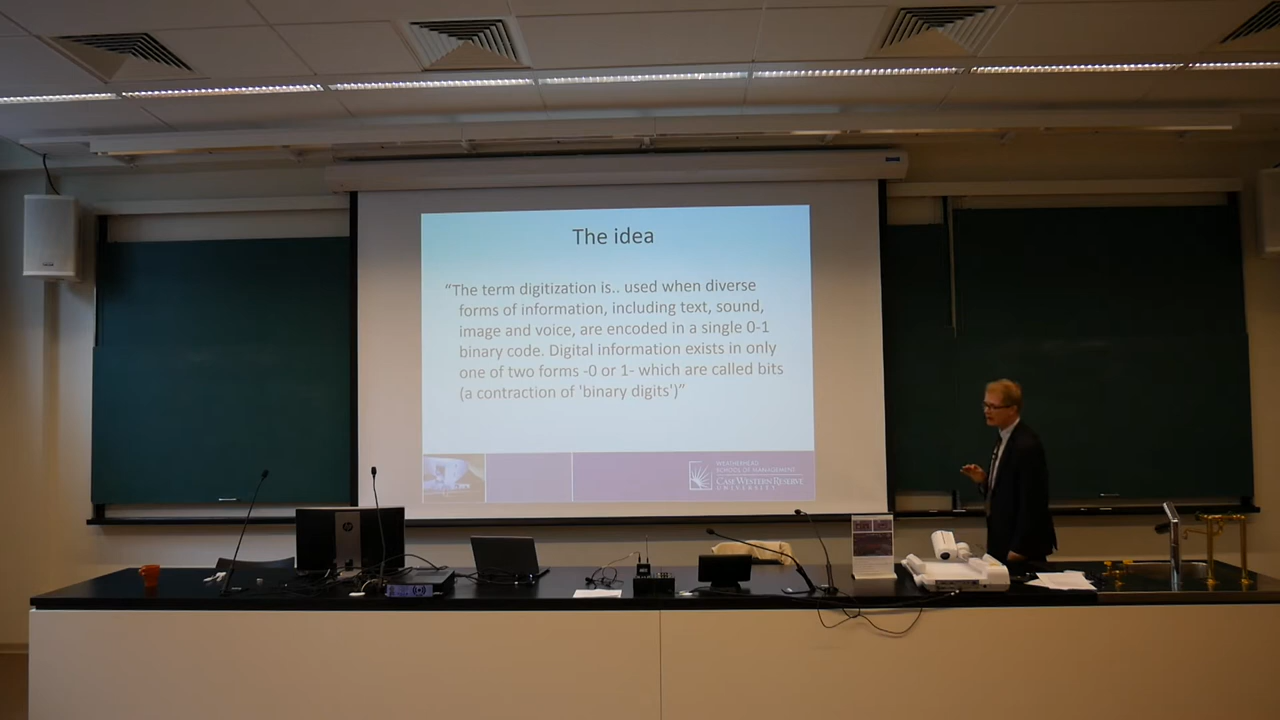 The idea
“The term digitization is.. used when diverse
forms of information, including text, sound,
image and voice, are encoded in a single 0-1
binary code. Digital information exists in only
one of two forms -0 or 1- which are called bits
(a contraction of 'binary digits')”
WEATHERHEAD
SCHOOL OF MANAGEMENT
CASE WESTERN RESERVE
UNIVERSITY
hp